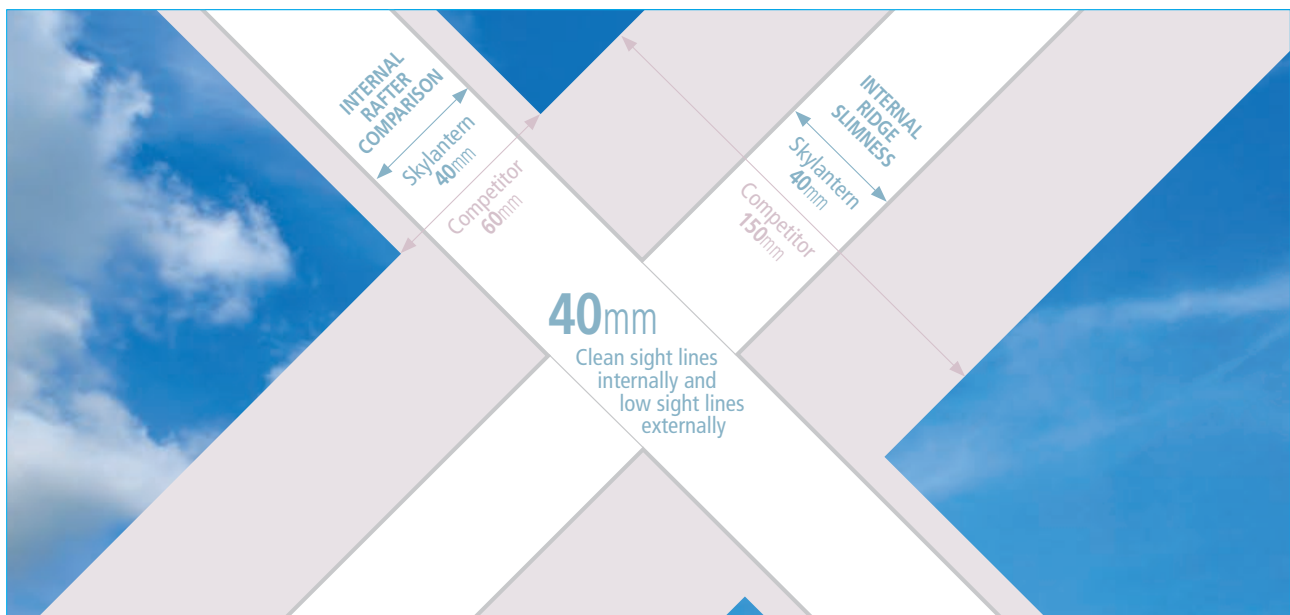 INTERNAL
RAFTER
COMPARISON
Skylantern
40mm
Competitor
60mm
INTERNAL
RIDGE
SLIMNESS
Skylantern
40mm
Competitor
150mm
40mm
Clean sight lines
internally and
low sight lines
externally